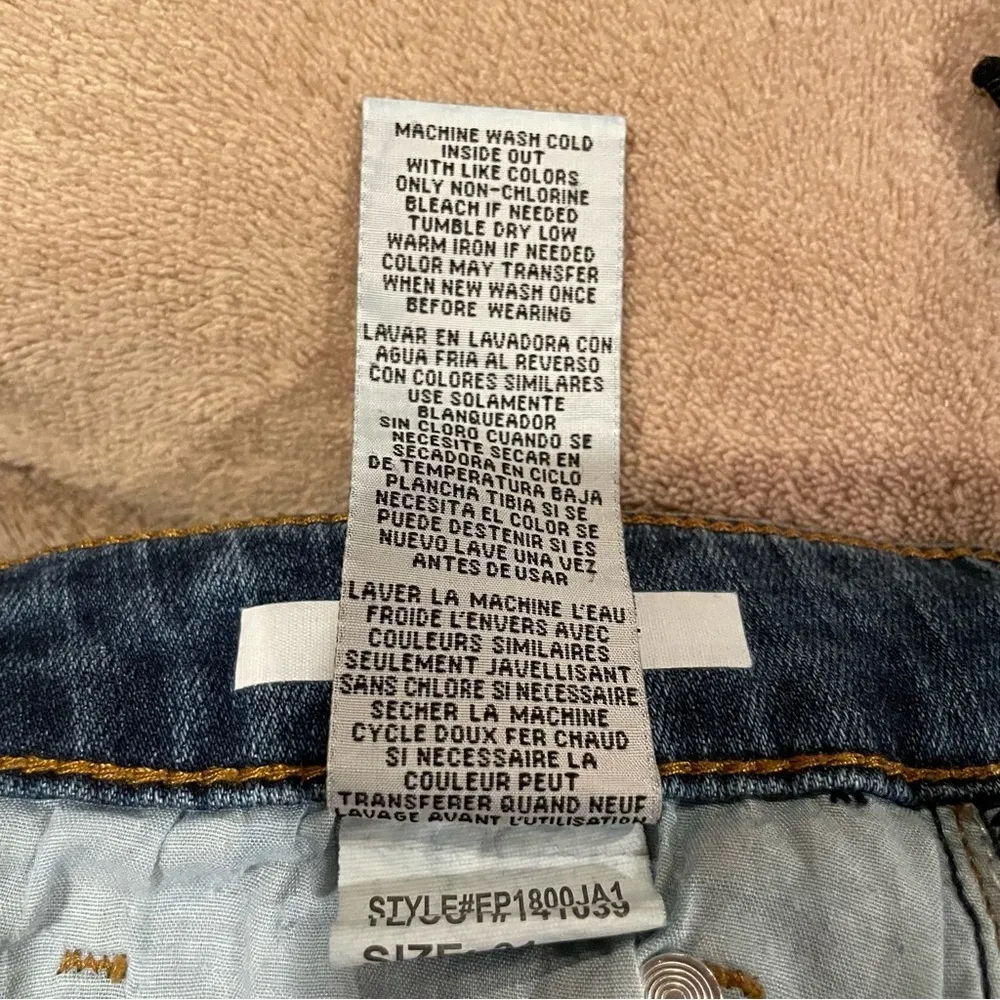 MACHINE WASH COLD
INSIDE OUT
WITH LIKE COLORS
ONLY NON-CHLORINE
BLEACH IF NEEDED
TUMBLE DRY LOW
WARM IRON IF NEEDED
COLOR MAY TRANSFER
WHEN NEW WASH ONCE
BEFORE WEARING
LAVAR EN LAVADORA CON
AGUA FRIA AL REVERSO
CON COLORES SIMILARES
USE SOLAMENTE
BLANQUEADOR
SIN CLORO CUANDO SE
NECESITE SECAR EN
SECADORA EN CICLO
DE TEMPERATURA BAJA
PLANCHA TIBIA SI SE
NECESITA EL COLOR SE
PUEDE DESTENIR SI ES
NUEVO LAVE UNA VEZ
ANTES DE USAR
LAVER LA MACHINE L'EAU
FROIDE L'ENVERS AVEC
COULEURS SIMILAIRES
SEULEMENT JAVELLISANT
SANS CHLORE SI NECESSAIRE
SECHER LA MACHINE
CYCLE DOUX FER CHAUD
SI NECESSAIRE LA
COULEUR PEUT
TRANSFERER QUAND NEUF
LAVAGE AVANT L'UTILISATION
STYLE#FP1800JA1
SIZE: